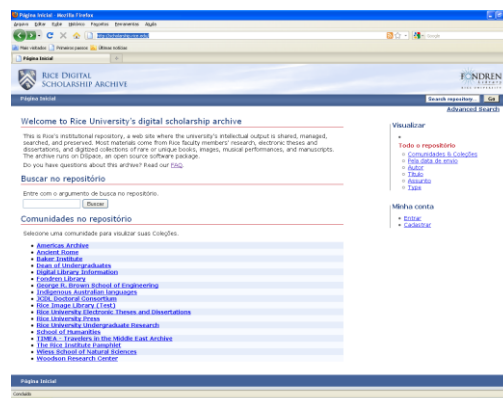 Página Inicial - Mozilla Firefox
Arquivo Editar Exibir Histórico Favoritos Ferramentas Ajuda
http://scholarship.rice.edu/
Google
Mais visitados Primeiros passos Últimas notícias
Página Inicial
RICE DIGITAL
SCHOLARSHIP ARCHIVE
FONDREN
LIBRARY
RICE UNIVERSITY
Página Inicial
Search repository Go
Advanced Search
Welcome to Rice University's digital scholarship archive
This is Rice's institutional repository, a web site where the university's intellectual output is shared, managed,
searched, and preserved. Most materials come from Rice faculty members' research, electronic theses and
dissertations, and digitized collections of rare or unique books, images, musical performances, and manuscripts.
The archive runs on DSpace, an open source software package.
Do you have questions about this archive? Read our FAQ.
Buscar no repositório
Entre com o argumento de busca no repositório.
Buscar
Comunidades no repositório
Selecione uma comunidade para visualizar suas Coleções.
Americas Archive
Ancient Rome
Baker Institute
Dean of Undergraduates
Digital Library Information
Fondren Library
George R. Brown School of Engineering
Indigenous Australian languages
JCDL Doctoral Consortium
Rice Image Library (Test)
Rice University Electronic Theses and Dissertations
Rice University Press
Rice University Undergraduate Research
School of Humanities
TIMEA - Travelers in the Middle East Archive
The Rice Institute Pamphlet
Wiess School of Natural Sciences
Woodson Research Center
Visualizar
Todo o repositório
Comunidades & Coleções
Pela data de envio
Autor
Título
Assunto
Type
Minha conta
Entrar
Cadastrar
Página Inicial
Concluído